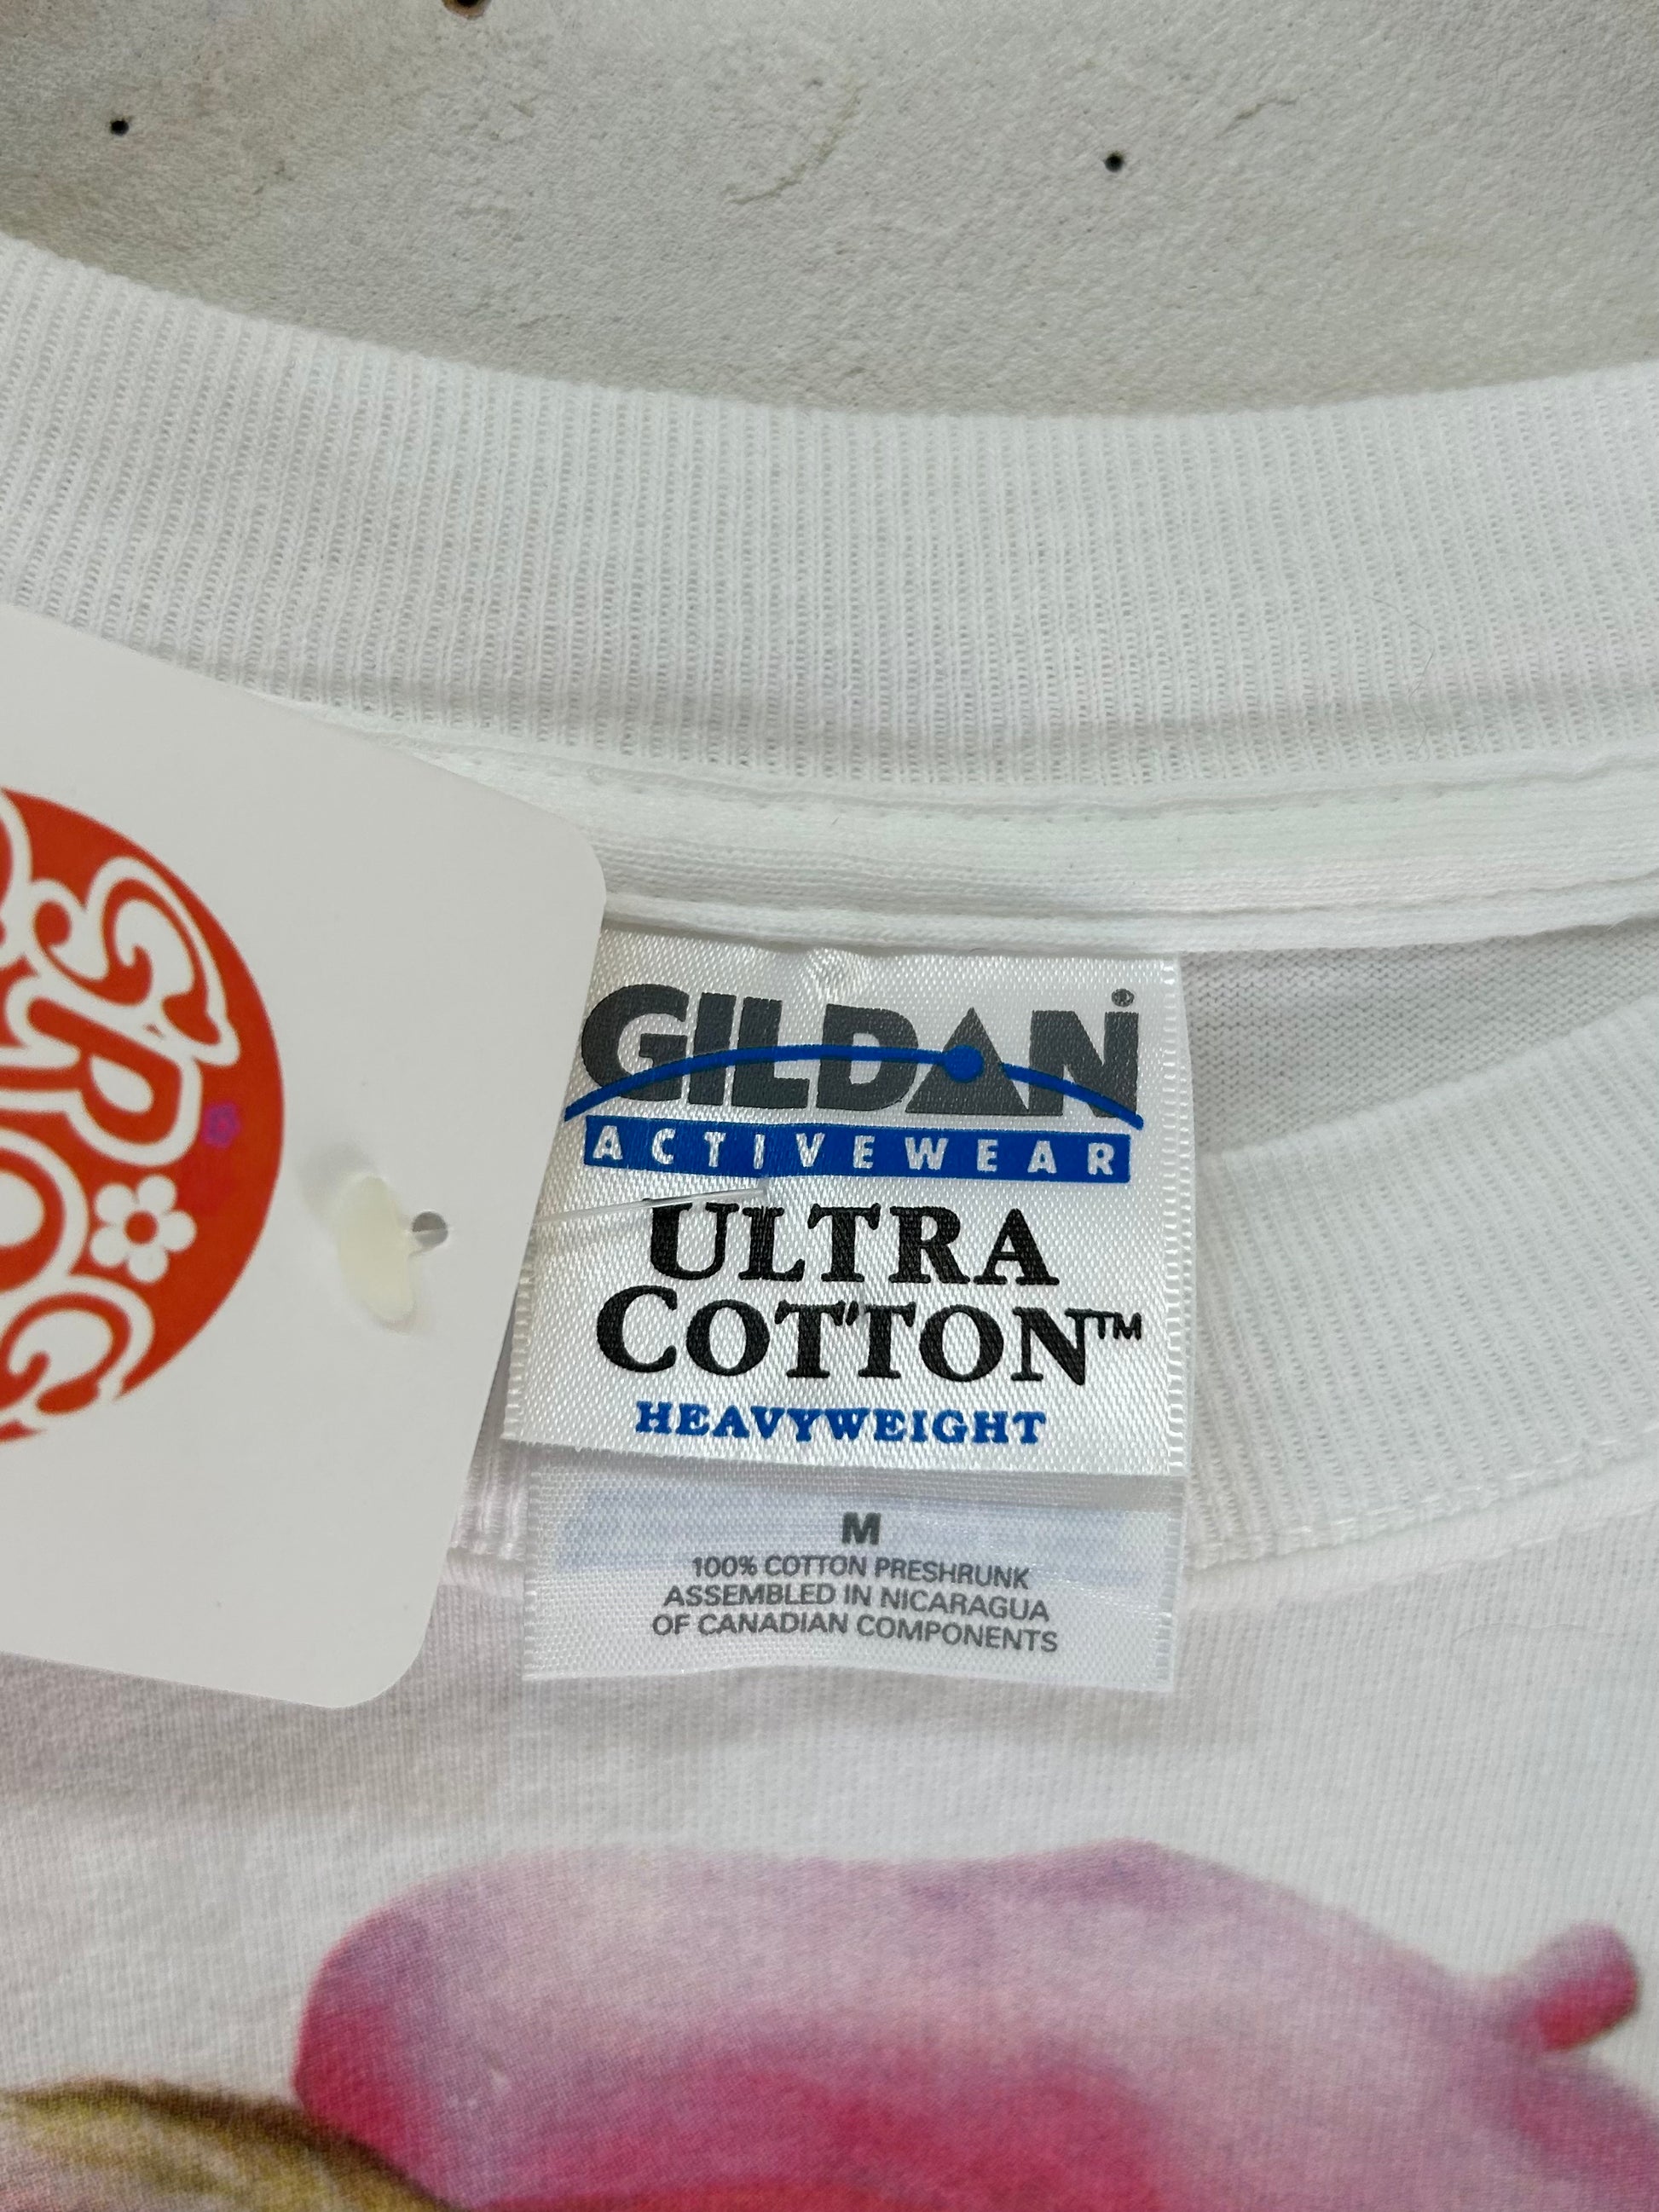 GILDAN
ACTIVEWEAR
ULTRA
COTTON™
HEAVYWEIGHT
M
100% COTTON PRESHRUNK
ASSEMBLED IN NICARAGUA
OF CANADIAN COMPONENTS